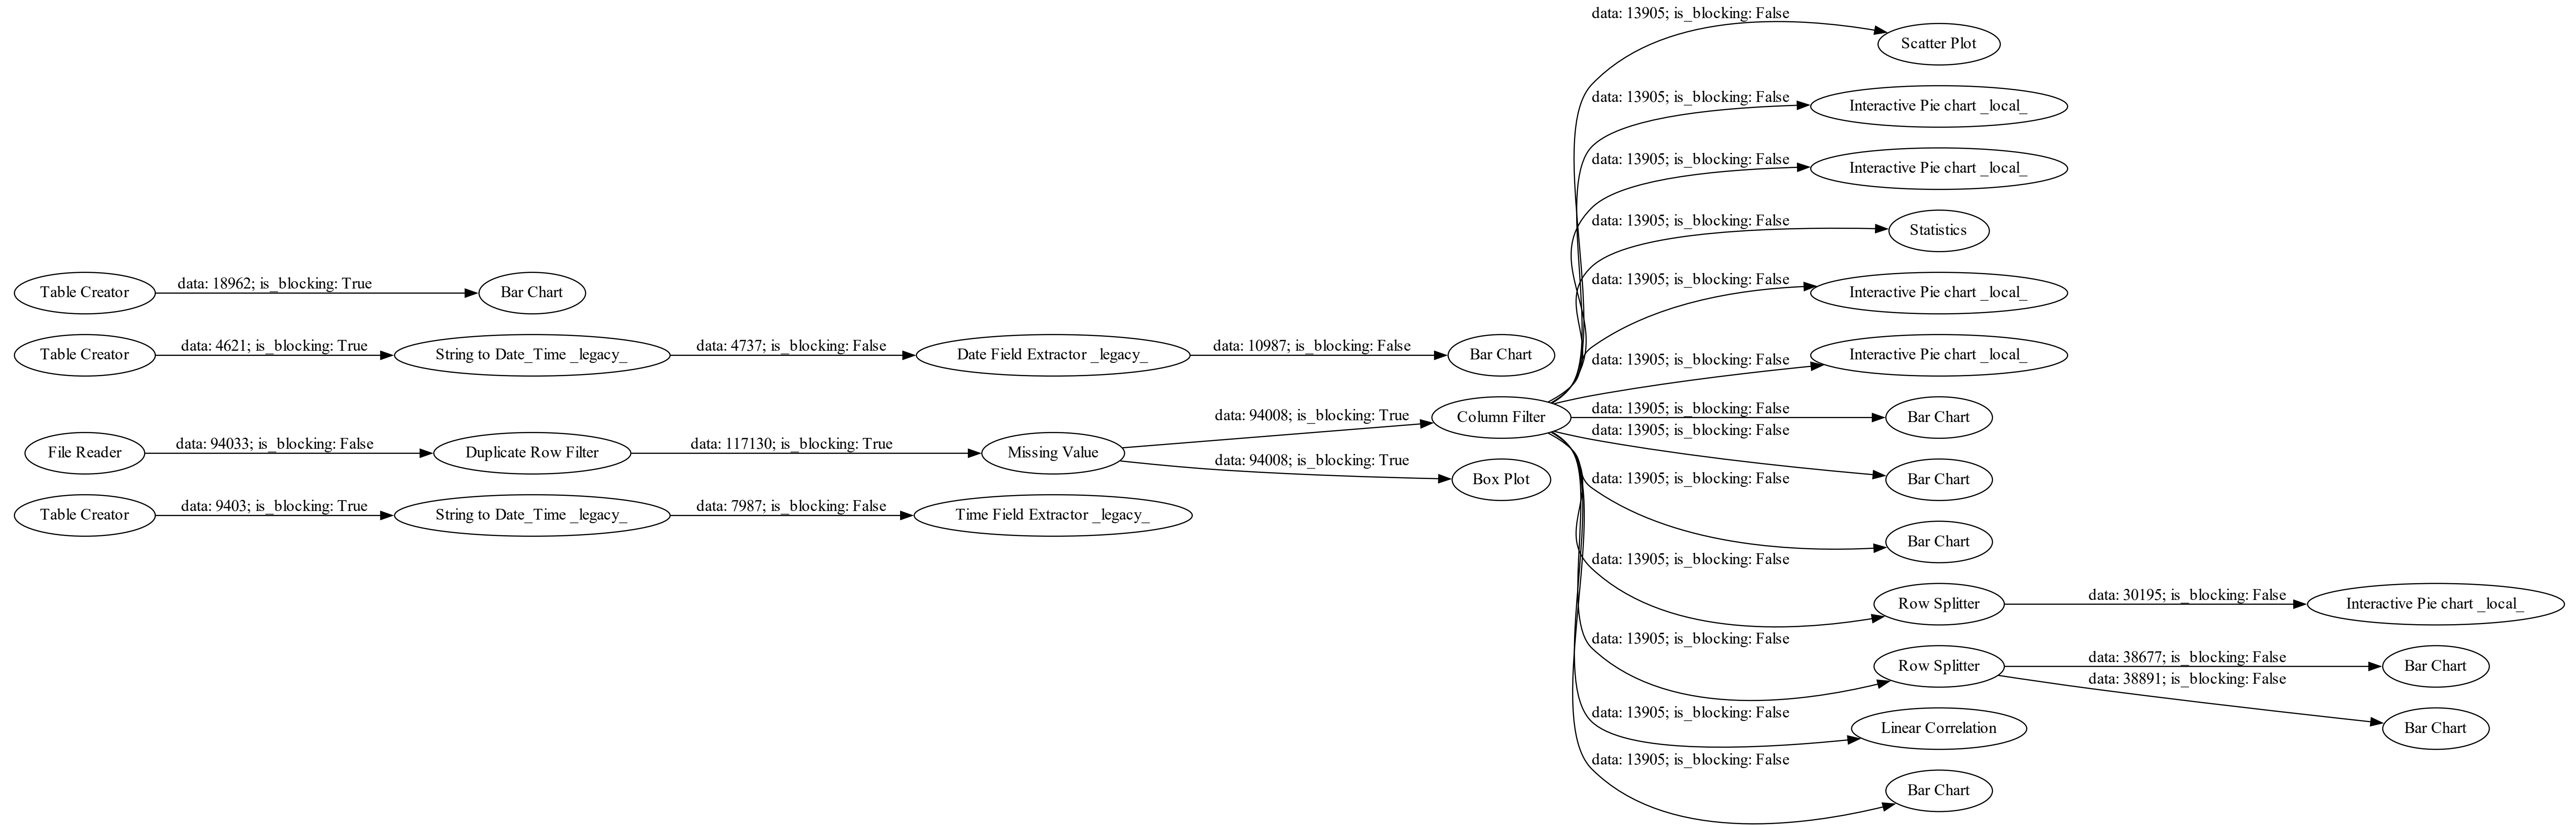 data: 13905; is_blocking: False
Scatter Plot
data: 13905; is_blocking: False
Interactive Pie chart _local_
data: 13905; is_blocking: False
Interactive Pie chart _local_
data: 13905; is_blocking: False
Statistics
Table Creator
data: 18962; is_blocking: True
Bar Chart
data: 13905; is_blocking: False
Interactive Pie chart _local_
Table Creator
data: 4621; is_blocking: True
String to Date_Time _legacy_
data: 4737; is_blocking: False
Date Field Extractor _legacy_
data: 10987; is_blocking: False
Bar Chart
data: 13905; is_blocking: False
Interactive Pie chart _local_
File Reader
data: 94033; is_blocking: False
Duplicate Row Filter
data: 117130; is_blocking: True
Missing Value
data: 94008; is_blocking: True
Column Filter
data: 94008; is_blocking: True
Box Plot
data: 13905; is_blocking: False
Bar Chart
data: 13905; is_blocking: False
Bar Chart
Table Creator
data: 9403; is_blocking: True
String to Date_Time _legacy_
data: 7987; is_blocking: False
Time Field Extractor _legacy_
data: 13905; is_blocking: False
Bar Chart
data: 13905; is_blocking: False
Row Splitter
data: 30195; is_blocking: False
Interactive Pie chart _local_
data: 13905; is_blocking: False
Row Splitter
data: 38677; is_blocking: False
Bar Chart
data: 38891; is_blocking: False
Bar Chart
data: 13905; is_blocking: False
Linear Correlation
data: 13905; is_blocking: False
Bar Chart